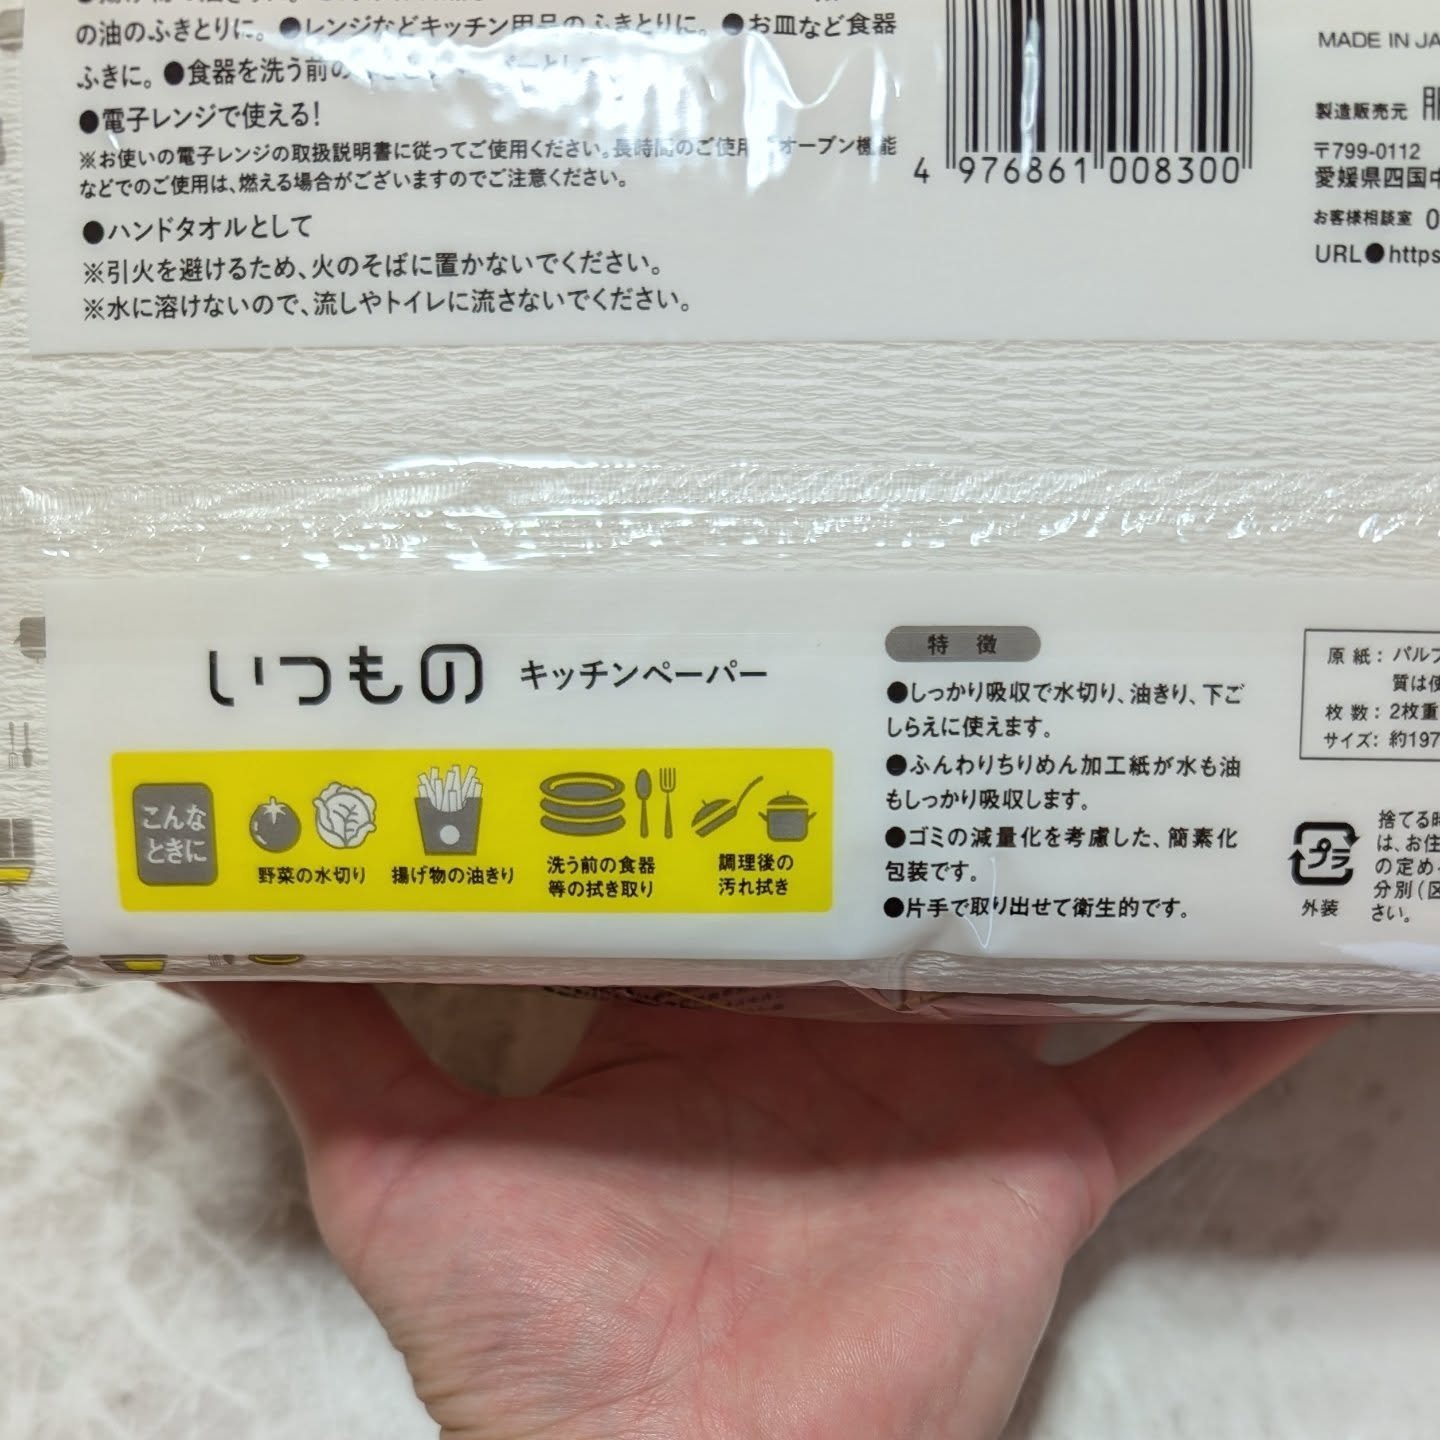 の油のふきとりに。●レンジなどキッチン用品のふきとりに。●お皿など食器
ふきに。●食器を洗う前の
●電子レンジで使える!
※お使いの電子レンジの取扱説明書に従ってご使用ください。長時間のご使用 オーブン機能
などでのご使用は、燃える場合がございますのでご注意ください。
●ハンドタオルとして
※引火を避けるため、火のそばに置かないでください。
※水に溶けないので、流しやトイレに流さないでください。
4 976861 008300
MADE IN JA
製造販売元
〒799-0112
愛媛県四国中
お客様相談室 0
URL●https
いつもの キッチンペーパー
こんな
ときに
野菜の水切り
揚げ物の油きり
洗う前の食器
等の拭き取り
調理後の
汚れ拭き
特 徴
●しっかり吸収で水切り、油きり、下ご
しらえに使えます。
●ふんわりちりめん加工紙が水も油
もしっかり吸収します。
●ゴミの減量化を考慮した、簡素化
包装です。
●片手で取り出せて衛生的です。
原 紙: パルプ
質は使
枚 数: 2枚重
サイズ: 約197
プラ
外装
捨てる時
は、お住
の定め
分別(区
さい。